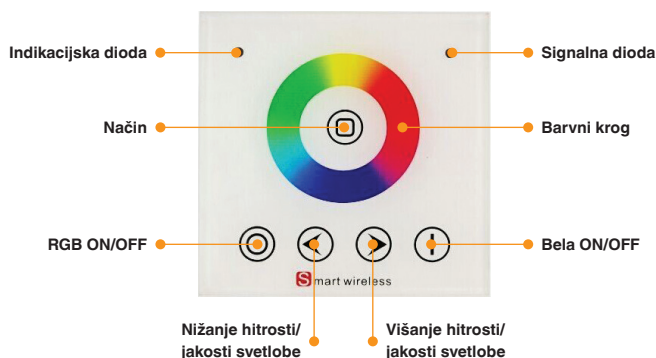 Indikacijska dioda
Signalna dioda
Način
Barvni krog
RGB ON/OFF
Bela ON/OFF
Smart wireless
Nižanje hitrosti/
jakosti svetlobe
Višanje hitrosti/
jakosti svetlobe